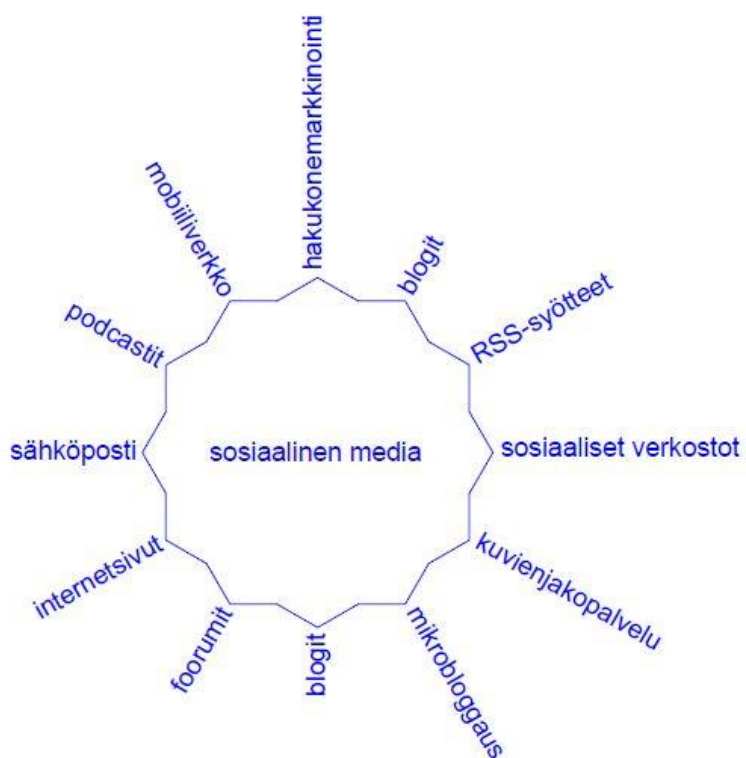 hakukonemarkkinointi
blogit
RSS-syötteet
sosiaaliset verkostot
kuvienjakopalvelu
mikrobloggaus
blogit
foorumit
internetsivut
sähköposti
podcastit
mobiiliverkko
sosiaalinen media